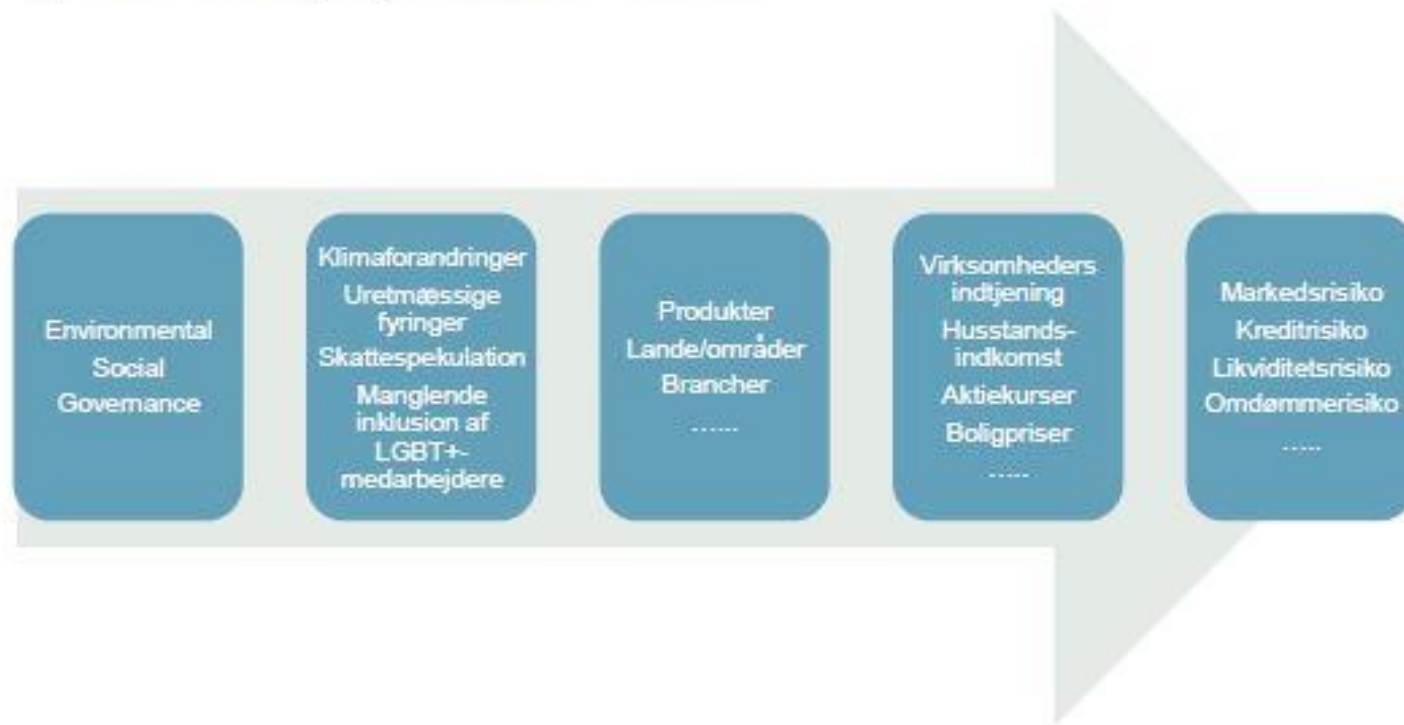 Environmental
Social
Governance
Klimaforandringer
Uretmæssige
fyringer
Skattespekulation
Manglende
inklusion af
LGBT+-
medarbejdere
Produkter
Lande/områder
Brancher
......
Virksomheders
indtjening
Husstands-
indkomst
Aktiekurser
Boligpriser
.....
Markedsrisiko
Kreditrisiko
Likviditetsrisiko
Omdømmerisiko
.....